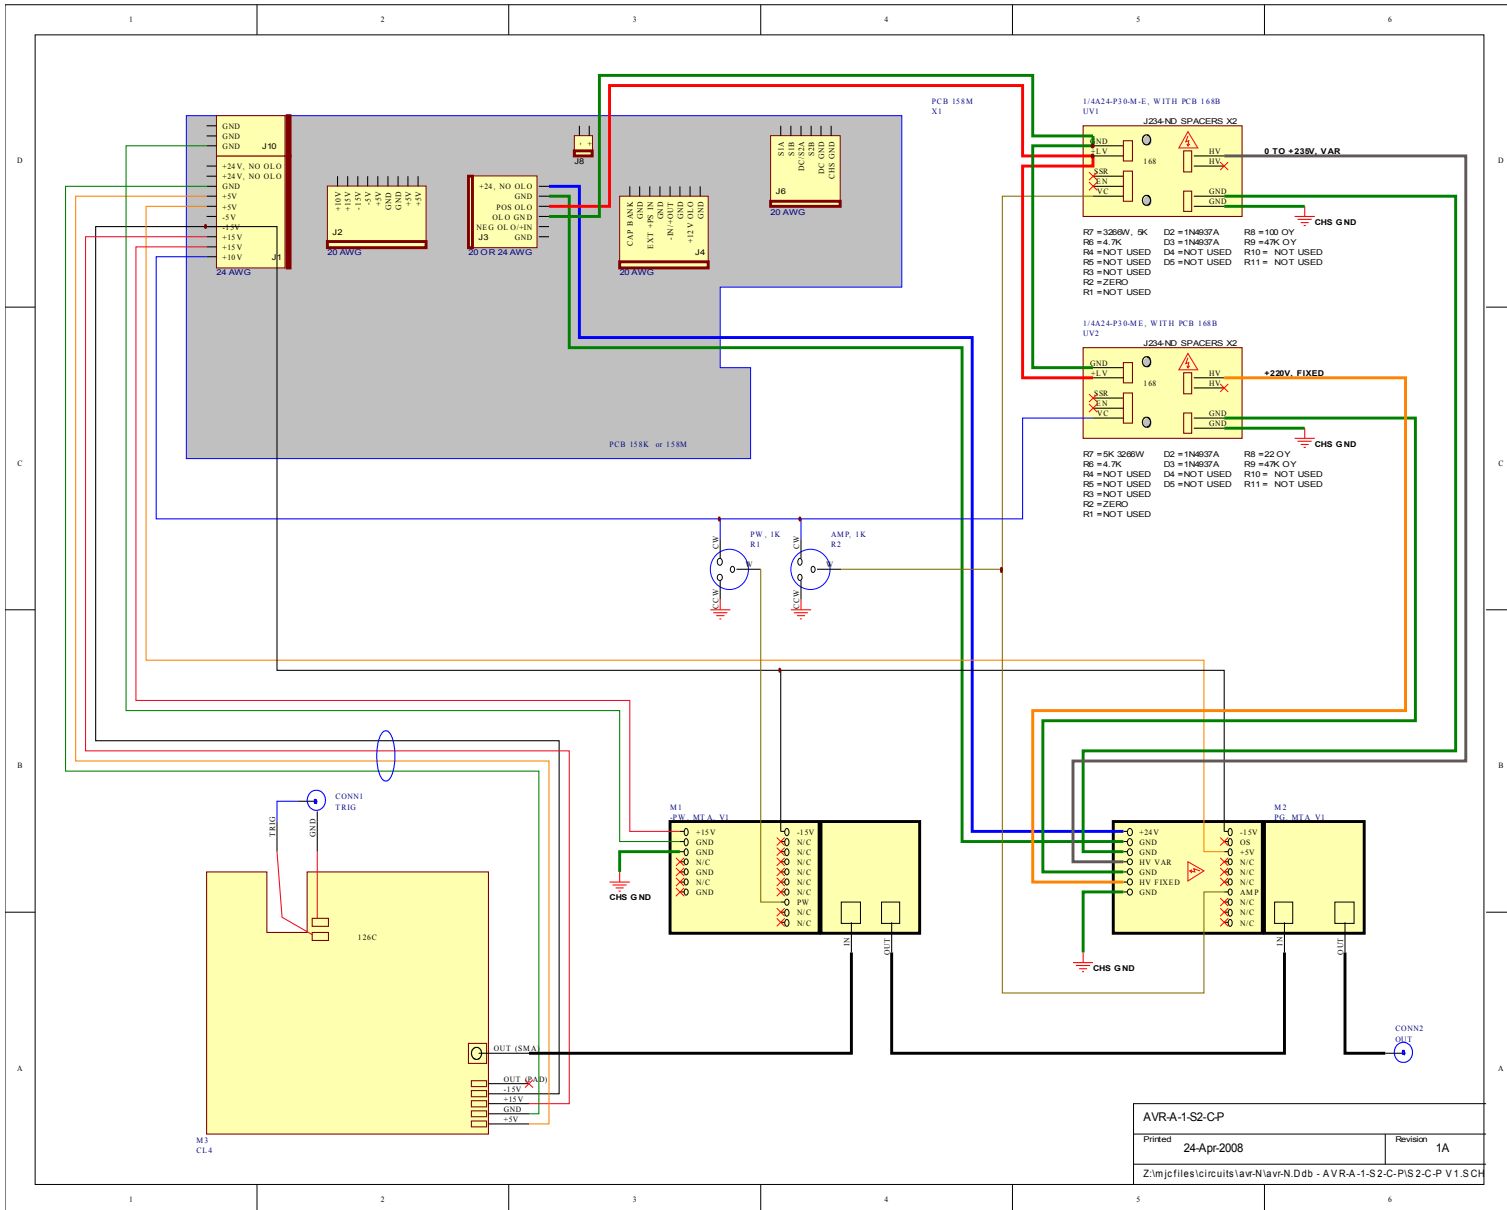 1 2 3 4 5 6
D
C
B
A
D
C
B
A
1 2 3 4 5 6
GND
GND
GND
J10
+24V, NO OLO
+24V, NO OLO
GND
+5V
+5V
-5V
-15V
+15V
+15V
+10V
J1
24 AWG
+10V
+15V
-15V
-5V
+5V
GND
GND
+5V
+5V
J2
20 AWG
+24, NO OLO
GND
POS OLO
OLO GND
NEG OLO/+IN
GND
J3
20 OR 24 AWG
- +
J8
CAP BANK
GND
EXT +PS IN
GND
-IN/+OUT
GND
+12V OLO
GND
J4
20 AWG
S1A
S1B
DC/S2A
S2B
DC GND
CHS GND
J6
20 AWG
PCB 158M
X1
PCB 158K or 158M
1/4A24-P30-M-E, WITH PCB 168B
UV1
J234-ND SPACERS X2
GND
+LV
SSR
EN
VC
168
HV
HV
GND
GND
0 TO +235V, VAR
CHS GND
R7 = 3266W, 5K D2 = 1N4937A R8 = 100 OY
R6 = 4.7K D3 = 1N4937A R9 = 47K OY
R4 = NOT USED D4 = NOT USED R10 = NOT USED
R5 = NOT USED D5 = NOT USED R11 = NOT USED
R3 = NOT USED
R2 = ZERO
R1 = NOT USED
1/4A24-P30-ME, WITH PCB 168B
UV2
J234-ND SPACERS X2
GND
+LV
SSR
EN
VC
168
HV
HV
GND
GND
+220V, FIXED
CHS GND
R7 = 5K 3266W D2 = 1N4937A R8 = 22 OY
R6 = 4.7K D3 = 1N4937A R9 = 47K OY
R4 = NOT USED D4 = NOT USED R10 = NOT USED
R5 = NOT USED D5 = NOT USED R11 = NOT USED
R3 = NOT USED
R2 = ZERO
R1 = NOT USED
PW, 1K
R1
CW
W
CCW
AMP, 1K
R2
CW
W
CCW
CONN1
TRIG
TRIG
GND
126C
OUT (SMA)
OUT (PAD)
-15V
+15V
GND
+5V
M3
CL4
M1
-PW, MTA, V1
+15V
GND
GND
N/C
GND
N/C
GND
-15V
N/C
N/C
N/C
N/C
N/C
N/C
PW
N/C
N/C
IN
OUT
CHS GND
M2
PG, MTA, V1
+24V
GND
GND
HV VAR
GND
HV FIXED
GND
-15V
OS
+5V
N/C
N/C
N/C
AMP
N/C
N/C
N/C
IN
OUT
CHS GND
CONN2
OUT
AVR-A-1-S2-C-P
Printed
24-Apr-2008
Revision
1A
Z:\mjcfiles\circuits\avr-N\avr-N.Ddb - AVR-A-1-S2-C-P\S2-C-P V1.SCH